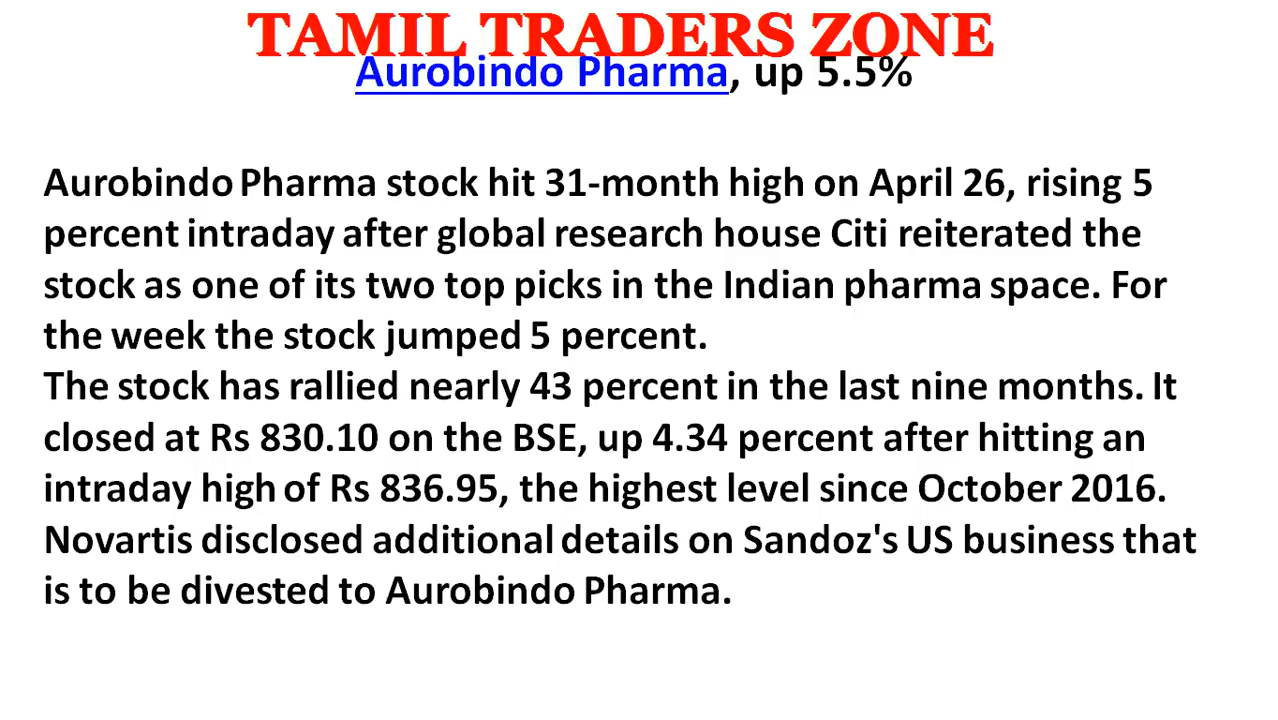 TAMIL TRADERS ZONE
Aurobindo Pharma, up 5.5%
Aurobindo Pharma stock hit 31-month high on April 26, rising 5
percent intraday after global research house Citi reiterated the
stock as one of its two top picks in the Indian pharma space. For
the week the stock jumped 5 percent.
The stock has rallied nearly 43 percent in the last nine months. It
closed at Rs 830.10 on the BSE, up 4.34 percent after hitting an
intraday high of Rs 836.95, the highest level since October 2016.
Novartis disclosed additional details on Sandoz's US business that
is to be divested to Aurobindo Pharma.